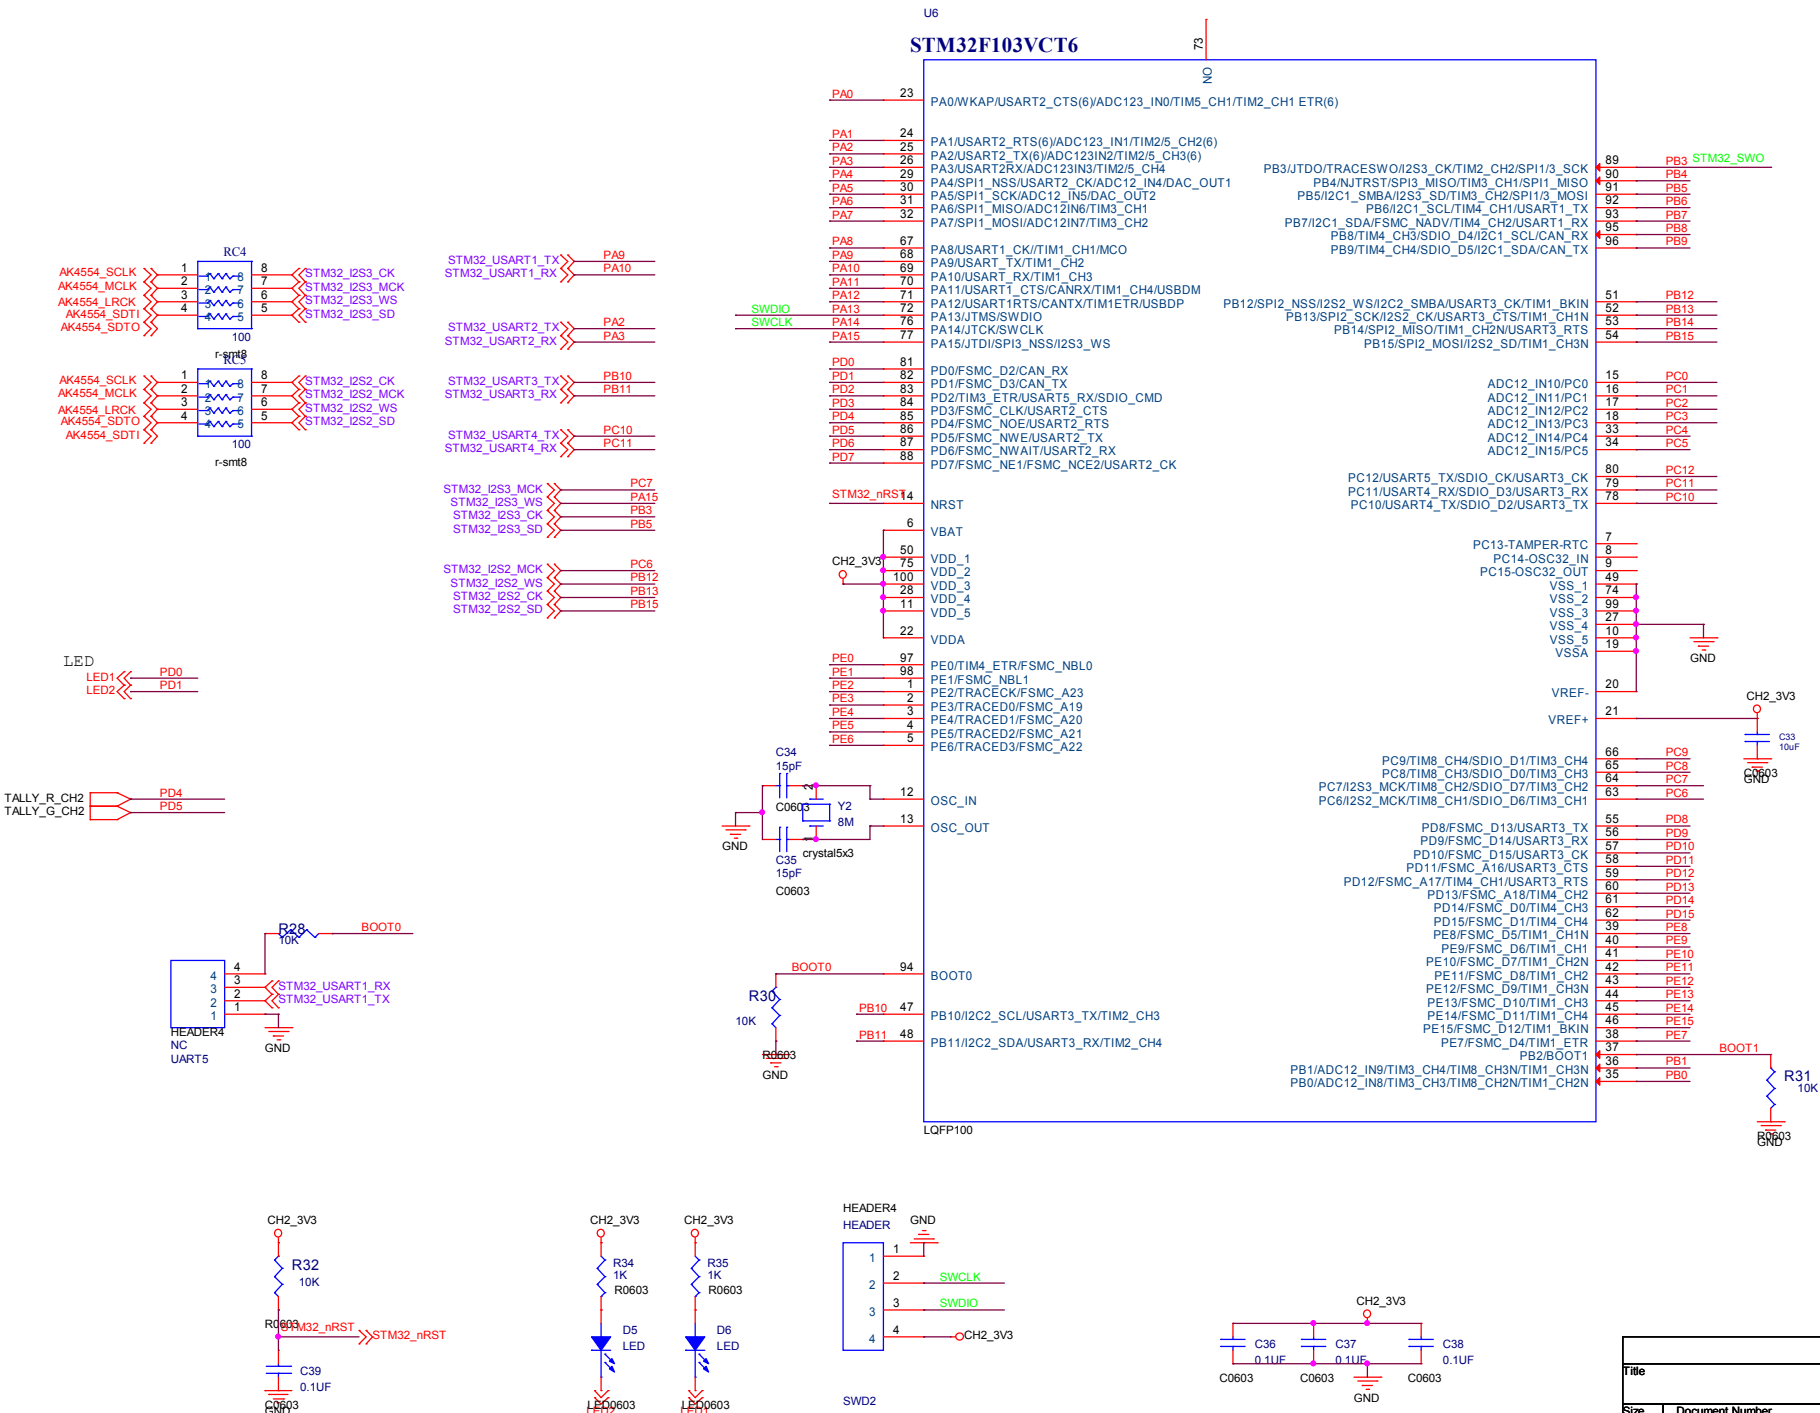 U6
STM32F103VCT6
73
NO
PA0 23 PA0/WKAP/USART2_CTS(6)/ADC123_IN0/TIM5_CH1/TIM2_CH1 ETR(6)
PA1 24 PA1/USART2_RTS(6)/ADC123_IN1/TIM2/5_CH2(6)
PA2 25 PA2/USART2_TX(6)/ADC123IN2/TIM2/5_CH3(6)
PA3 26 PA3/USART2RX/ADC123IN3/TIM2/5_CH4
PA4 29 PA4/SPI1_NSS/USART2_CK/ADC12_IN4/DAC_OUT1
PA5 30 PA5/SPI1_SCK/ADC12_IN5/DAC_OUT2
PA6 31 PA6/SPI1_MISO/ADC12IN6/TIM3_CH1
PA7 32 PA7/SPI1_MOSI/ADC12IN7/TIM3_CH2
PA8 67 PA8/USART1_CK//TIM1_CH1/MCO
PA9 68 PA9/USART_TX/TIM1_CH2
PA10 69 PA10/USART_RX/TIM1_CH3
PA11 70 PA11/USART1_CTS/CANRX/TIM1_CH4/USBDM
PA12 71 PA12/USART1RTS/CANTX/TIM1ETR/USBDP
SWDIO PA13 72 PA13/JTMS/SWDIO
SWCLK PA14 76 PA14/JTCK/SWCLK
PA15 77 PA15/JTDI/SPI3_NSS/I2S3_WS
PD0 81 PD0/FSMC_D2/CAN_RX
PD1 82 PD1/FSMC_D3/CAN_TX
PD2 83 PD2/TIM3_ETR/USART5_RX/SDIO_CMD
PD3 84 PD3/FSMC_CLK/USART2_CTS
PD4 85 PD4/FSMC_NOE/USART2_RTS
PD5 86 PD5/FSMC_NWE/USART2_TX
PD6 87 PD6/FSMC_NWAIT/USART2_RX
PD7 88 PD7/FSMC_NE1/FSMC_NCE2/USART2_CK
STM32_nRST 14 NRST
6 VBAT
CH2_3V3
50 VDD_1
75 VDD_2
100 VDD_3
28 VDD_4
11 VDD_5
22 VDDA
PE0 97 PE0/TIM4_ETR/FSMC_NBL0
PE1 98 PE1/FSMC_NBL1
PE2 1 PE2/TRACECK/FSMC_A23
PE3 2 PE3/TRACED0/FSMC_A19
PE4 3 PE4/TRACED1/FSMC_A20
PE5 4 PE5/TRACED2/FSMC_A21
PE6 5 PE6/TRACED3/FSMC_A22
C34
15pF
C0603
12 OSC_IN
2
Y2
8M
1
crystal5x3
13 OSC_OUT
GND
C35
15pF
C0603
BOOT0 94 BOOT0
R30
10K
R0603
GND
PB10 47 PB10/I2C2_SCL/USART3_TX/TIM2_CH3
PB11 48 PB11/I2C2_SDA/USART3_RX/TIM2_CH4
LQFP100
PB3/JTDO/TRACESWO/I2S3_CK/TIM2_CH2/SPI1/3_SCK 89 PB3 STM32_SWO
PB4/NJTRST/SPI3_MISO/TIM3_CH1/SPI1_MISO 90 PB4
PB5/I2C1_SMBA/I2S3_SD/TIM3_CH2/SPI1/3_MOSI 91 PB5
PB6/I2C1_SCL/TIM4_CH1/USART1_TX 92 PB6
PB7/I2C1_SDA/FSMC_NADV/TIM4_CH2/USART1_RX 93 PB7
PB8/TIM4_CH3/SDIO_D4/I2C1_SCL/CAN_RX 95 PB8
PB9/TIM4_CH4/SDIO_D5/I2C1_SDA/CAN_TX 96 PB9
PB12/SPI2_NSS/I2S2_WS/I2C2_SMBA/USART3_CK/TIM1_BKIN 51 PB12
PB13/SPI2_SCK/I2S2_CK/USART3_CTS/TIM1_CH1N 52 PB13
PB14/SPI2_MISO/TIM1_CH2N/USART3_RTS 53 PB14
PB15/SPI2_MOSI/I2S2_SD/TIM1_CH3N 54 PB15
ADC12_IN10/PC0 15 PC0
ADC12_IN11/PC1 16 PC1
ADC12_IN12/PC2 17 PC2
ADC12_IN13/PC3 18 PC3
ADC12_IN14/PC4 33 PC4
ADC12_IN15/PC5 34 PC5
PC12/USART5_TX/SDIO_CK/USART3_CK 80 PC12
PC11/USART4_RX/SDIO_D3/USART3_RX 79 PC11
PC10/USART4_TX/SDIO_D2/USART3_TX 78 PC10
PC13-TAMPER-RTC 7
PC14-OSC32_IN 8
PC15-OSC32_OUT 9
VSS_1 49
VSS_2 74
VSS_3 99
VSS_4 27
VSS_5 10
VSSA 19
GND
VREF- 20
VREF+ 21
CH2_3V3
C33
10uF
C0603
GND
PC9/TIM8_CH4/SDIO_D1/TIM3_CH4 66 PC9
PC8/TIM8_CH3/SDIO_D0/TIM3_CH3 65 PC8
PC7/I2S3_MCK/TIM8_CH2/SDIO_D7/TIM3_CH2 64 PC7
PC6/I2S2_MCK/TIM8_CH1/SDIO_D6/TIM3_CH1 63 PC6
PD8/FSMC_D13/USART3_TX 55 PD8
PD9/FSMC_D14/USART3_RX 56 PD9
PD10/FSMC_D15/USART3_CK 57 PD10
PD11/FSMC_A16/USART3_CTS 58 PD11
PD12/FSMC_A17/TIM4_CH1/USART3_RTS 59 PD12
PD13/FSMC_A18/TIM4_CH2 60 PD13
PD14/FSMC_D0/TIM4_CH3 61 PD14
PD15/FSMC_D1/TIM4_CH4 62 PD15
PE8/FSMC_D5/TIM1_CH1N 39 PE8
PE9/FSMC_D6/TIM1_CH1 40 PE9
PE10/FSMC_D7/TIM1_CH2N 41 PE10
PE11/FSMC_D8/TIM1_CH2 42 PE11
PE12/FSMC_D9/TIM1_CH3N 43 PE12
PE13/FSMC_D10/TIM1_CH3 44 PE13
PE14/FSMC_D11/TIM1_CH4 45 PE14
PE15/FSMC_D12/TIM1_BKIN 46 PE15
PE7/FSMC_D4/TIM1_ETR 38 PE7
PB2/BOOT1 37 BOOT1
PB1/ADC12_IN9/TIM3_CH4/TIM8_CH3N/TIM1_CH3N 36 PB1
PB0/ADC12_IN8/TIM3_CH3/TIM8_CH2N/TIM1_CH2N 35 PB0
R31
10K
R0603
GND
RC4
AK4554_SCLK 1 1 8 8 STM32_I2S3_CK
AK4554_MCLK 2 2 7 7 STM32_I2S3_MCK
AK4554_LRCK 3 3 6 6 STM32_I2S3_WS
AK4554_SDTI 4 4 5 5 STM32_I2S3_SD
AK4554_SDTO
100
r-smt8
RC5
AK4554_SCLK 1 1 8 8 STM32_I2S2_CK
AK4554_MCLK 2 2 7 7 STM32_I2S2_MCK
AK4554_LRCK 3 3 6 6 STM32_I2S2_WS
AK4554_SDTO 4 4 5 5 STM32_I2S2_SD
AK4554_SDTI
100
r-smt8
STM32_USART1_TX PA9
STM32_USART1_RX PA10
STM32_USART2_TX PA2
STM32_USART2_RX PA3
STM32_USART3_TX PB10
STM32_USART3_RX PB11
STM32_USART4_TX PC10
STM32_USART4_RX PC11
STM32_I2S3_MCK PC7
STM32_I2S3_WS PA15
STM32_I2S3_CK PB3
STM32_I2S3_SD PB5
STM32_I2S2_MCK PC6
STM32_I2S2_WS PB12
STM32_I2S2_CK PB13
STM32_I2S2_SD PB15
LED
LED1 PD0
LED2 PD1
TALLY_R_CH2 PD4
TALLY_G_CH2 PD5
R28
10K
BOOT0
4 4
3 3 STM32_USART1_RX
2 2 STM32_USART1_TX
1 1
HEADER4
NC
UART5
GND
CH2_3V3
R32
10K
R0603
STM32_nRST STM32_nRST
C39
0.1UF
C0603
GND
CH2_3V3 CH2_3V3
R34
1K
R0603
R35
1K
R0603
D5
LED
D6
LED
LED0603 LED0603
LED2 LED1
HEADER4
HEADER
GND
1 1
2 2 SWCLK
3 3 SWDIO
4 4 CH2_3V3
SWD2
CH2_3V3
C36
0.1UF
C0603
C37
0.1UF
C0603
C38
0.1UF
C0603
GND
Title
Size Document Number